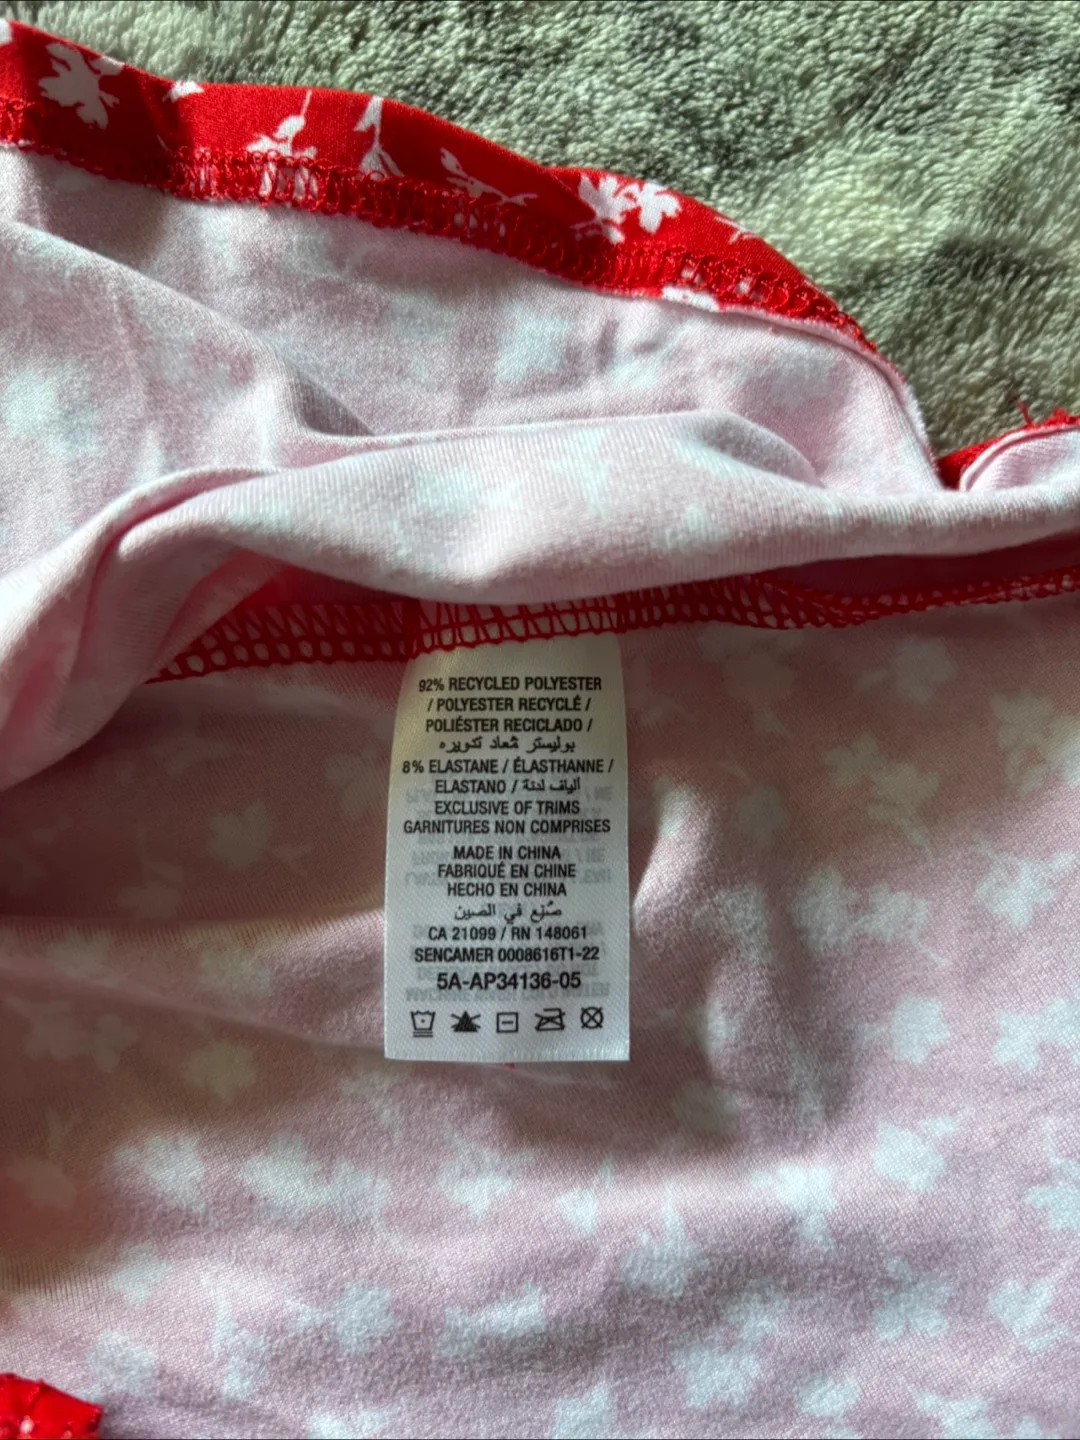 92% RECYCLED POLYESTER
/ POLYESTER RECYCLÉ /
POLIÉSTER RECICLADO /
بوليستر مُعاد تدويره
8% ELASTANE / ÉLASTHANNE /
ELASTANO / ألياف لدنة
EXCLUSIVE OF TRIMS
GARNITURES NON COMPRISES
MADE IN CHINA
FABRIQUÉ EN CHINE
HECHO EN CHINA
صُنِع في الصين
CA 21099 / RN 148061
SENCAMER 0008616T1-22
5A-AP34136-05